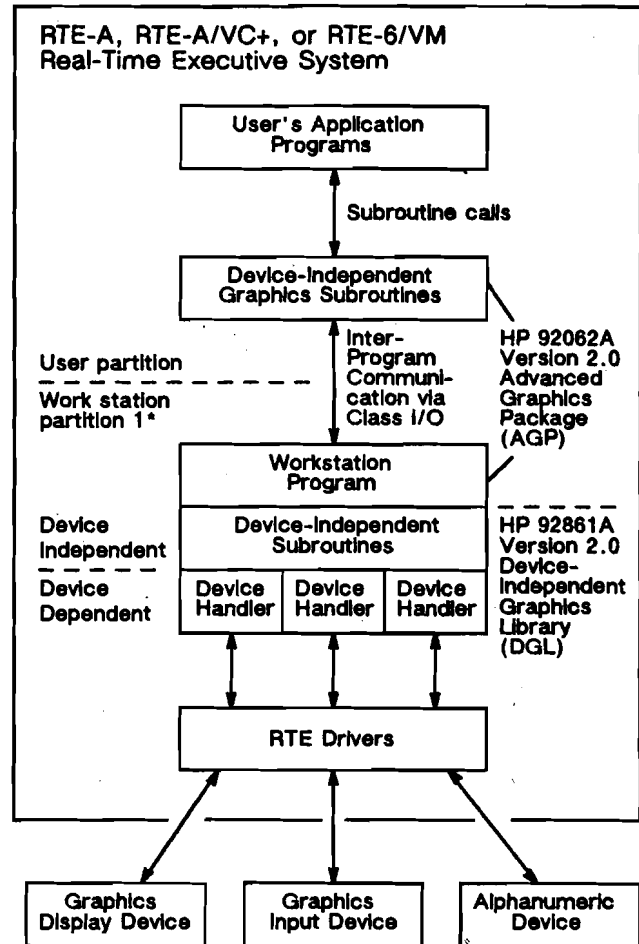 RTE-A, RTE-A/VC+, or RTE-6/VM
Real-Time Executive System
User's Application
Programs
Subroutine calls
Device-Independent
Graphics Subroutines
User partition
Work station
partition 1*
Inter-
Program
Communi-
cation via
Class I/O
HP 92062A
Version 2.0
Advanced
Graphics
Package
(AGP)
Workstation
Program
Device
Independent
Device-Independent
Subroutines
Device
Dependent
Device
Handler
Device
Handler
Device
Handler
HP 92861A
Version 2.0
Device-
Independent
Graphics
Library
(DGL)
RTE Drivers
Graphics
Display Device
Graphics
Input Device
Alphanumeric
Device